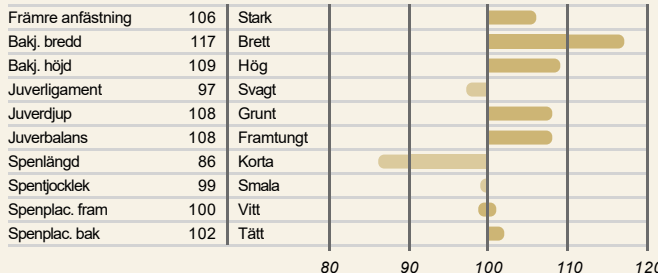 Främre anfästning 106 Stark
Bakj. bredd 117 Brett
Bakj. höjd 109 Hög
Juverligament 97 Svagt
Juverdjup 108 Grunt
Juverbalans 108 Framtungt
Spenlängd 86 Korta
Spentjocklek 99 Smala
Spenplac. fram 100 Vitt
Spenplac. bak 102 Tätt
80 90 100 110 120